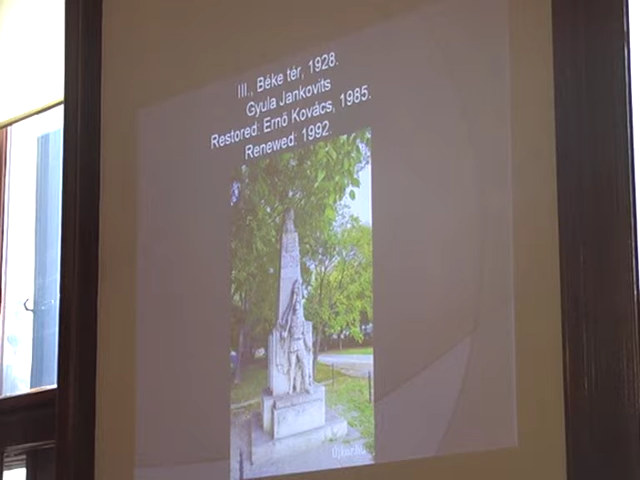 III., Béke tér, 1928.
Gyula Jankovits
Restored: Ernő Kovács, 1985.
Renewed: 1992.